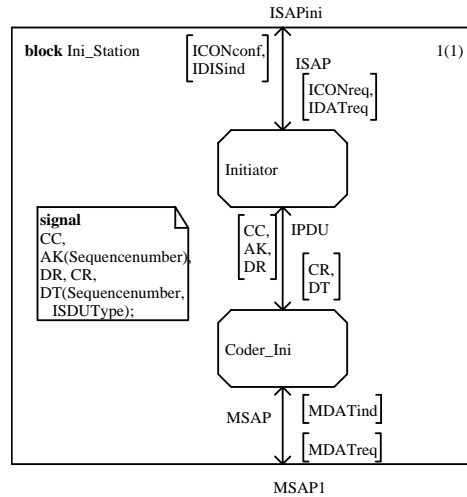 ISAPini
block Ini_Station
1(1)
[ICONconf,
IDISind]
ISAP
[ICONreq,
IDATreq]
Initiator
signal
CC,
AK(Sequencenumber),
DR, CR,
DT(Sequencenumber,
ISDUType);
[CC,
AK,
DR]
IPDU
[CR,
DT]
Coder_Ini
MSAP
[MDATind]
[MDATreq]
MSAP1